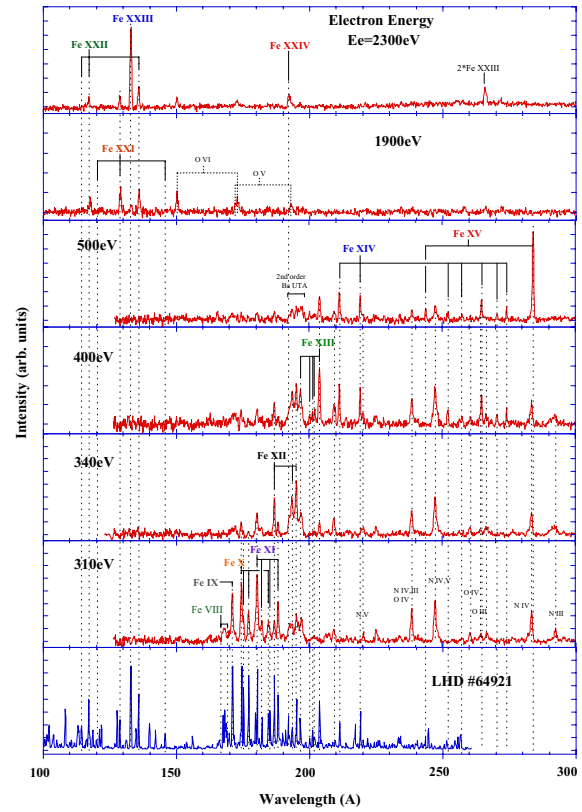 Electron Energy
Ee=2300eV
Fe XXIII
Fe XXII
Fe XXIV
2*Fe XXIII
1900eV
Fe XXI
O VI
O V
500eV
Fe XV
Fe XIV
2nd order
Ba UTA
400eV
Fe XIII
340eV
Fe XII
310eV
Fe XI
Fe X
Fe IX
Fe VIII
N V
N IV, III
O IV
N IV,V
O IV
O III
N IV
N III
LHD #64921
100 150 200 250 300
Wavelength (A)
Intensity (arb. units)